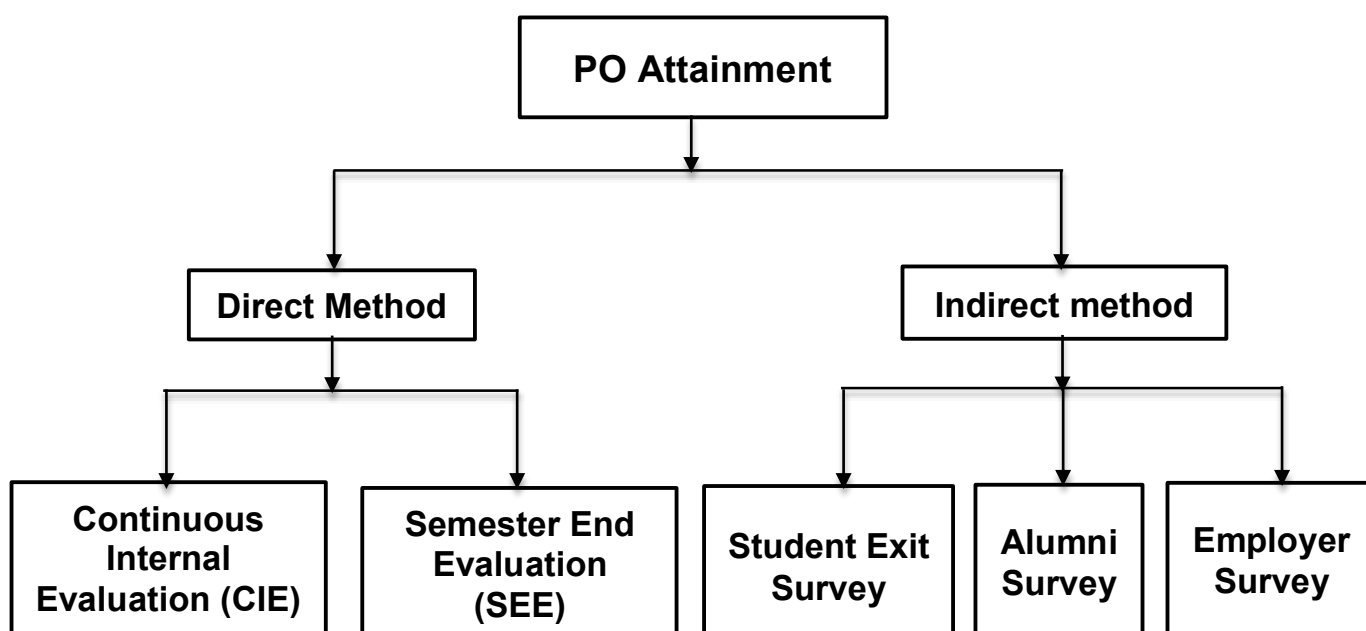 PO Attainment
Direct Method
Indirect method
Continuous
Internal
Evaluation (CIE)
Semester End
Evaluation
(SEE)
Student Exit
Survey
Alumni
Survey
Employer
Survey